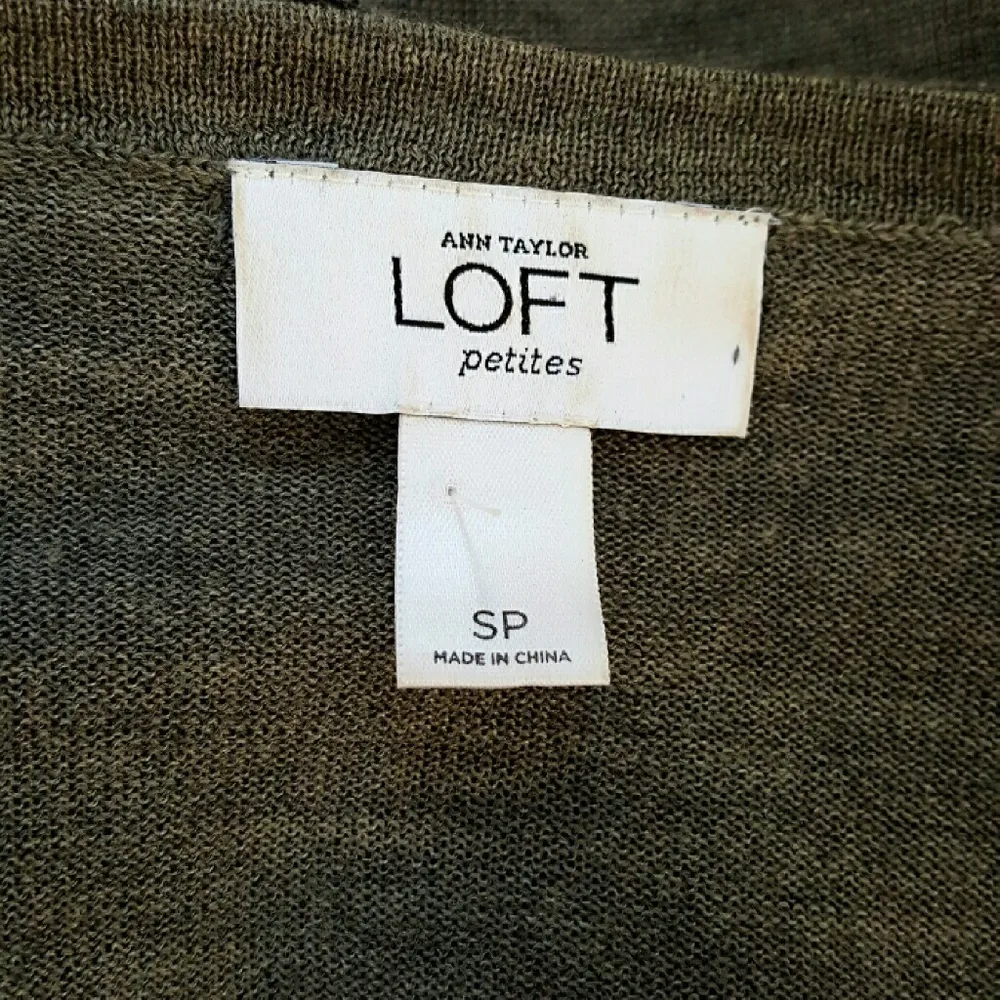 ANN TAYLOR
LOFT
petites
SP
MADE IN CHINA